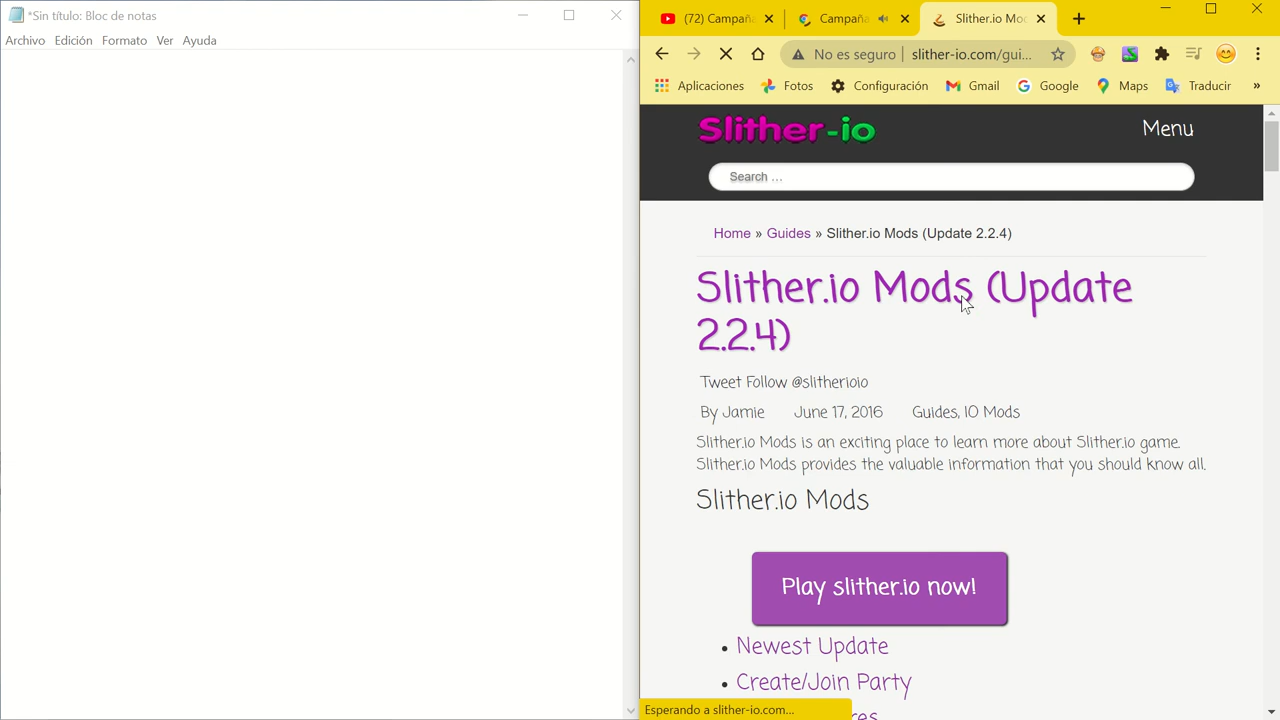 *Sin título: Bloc de notas
Archivo Edición Formato Ver Ayuda
(72) Campaña
Campaña
Slither.io Mod
No es seguro slither-io.com/gui...
Aplicaciones Fotos Configuración Gmail Google Maps Traducir »
Slither-io
Menu
Search ...
Home » Guides » Slither.io Mods (Update 2.2.4)
Slither.io Mods (Update
2.2.4)
Tweet Follow @slitherioio
By Jamie June 17, 2016 Guides, IO Mods
Slither.io Mods is an exciting place to learn more about Slither.io game.
Slither.io Mods provides the valuable information that you should know all.
Slither.io Mods
Play slither.io now!
Newest Update
Create/Join Party
Esperando a slither-io.com...